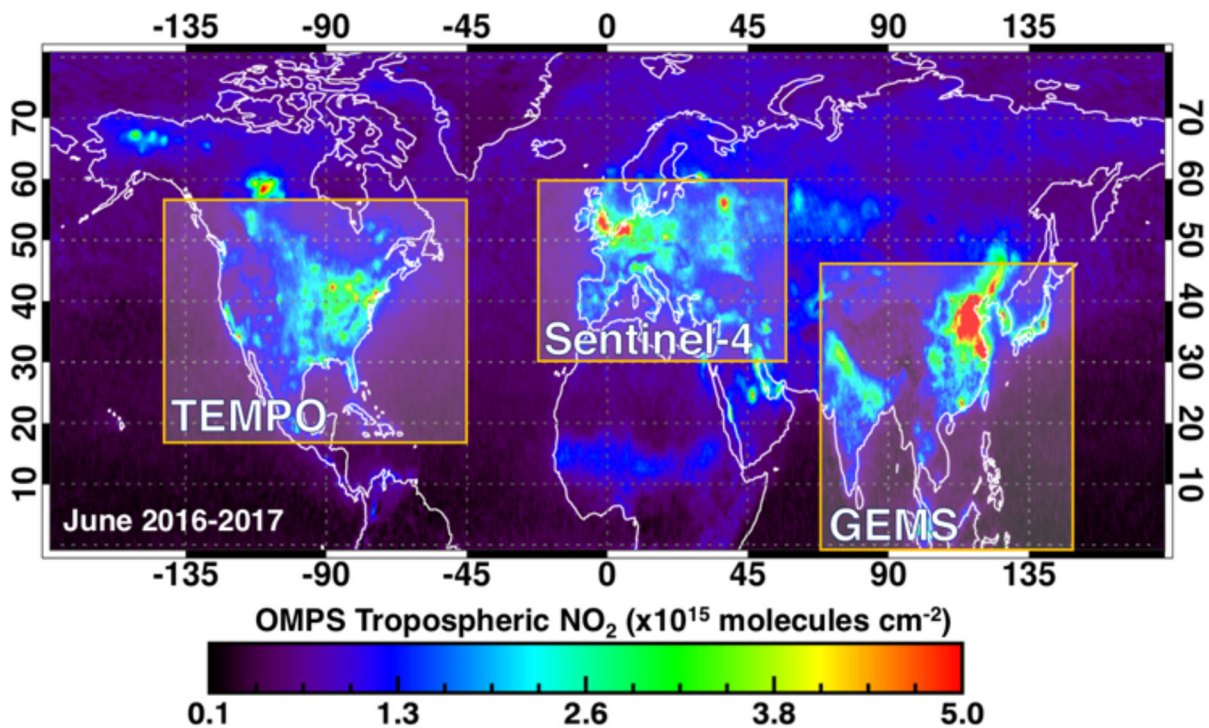 -135 -90 -45 0 45 90 135
70 70
60 60
50 50
40 40
Sentinel-4
30 30
TEMPO
20 20
10 10
June 2016-2017
GEMS
-135 -90 -45 0 45 90 135
OMPS Tropospheric NO₂ (x10¹⁵ molecules cm⁻²)
0.1 1.3 2.6 3.8 5.0